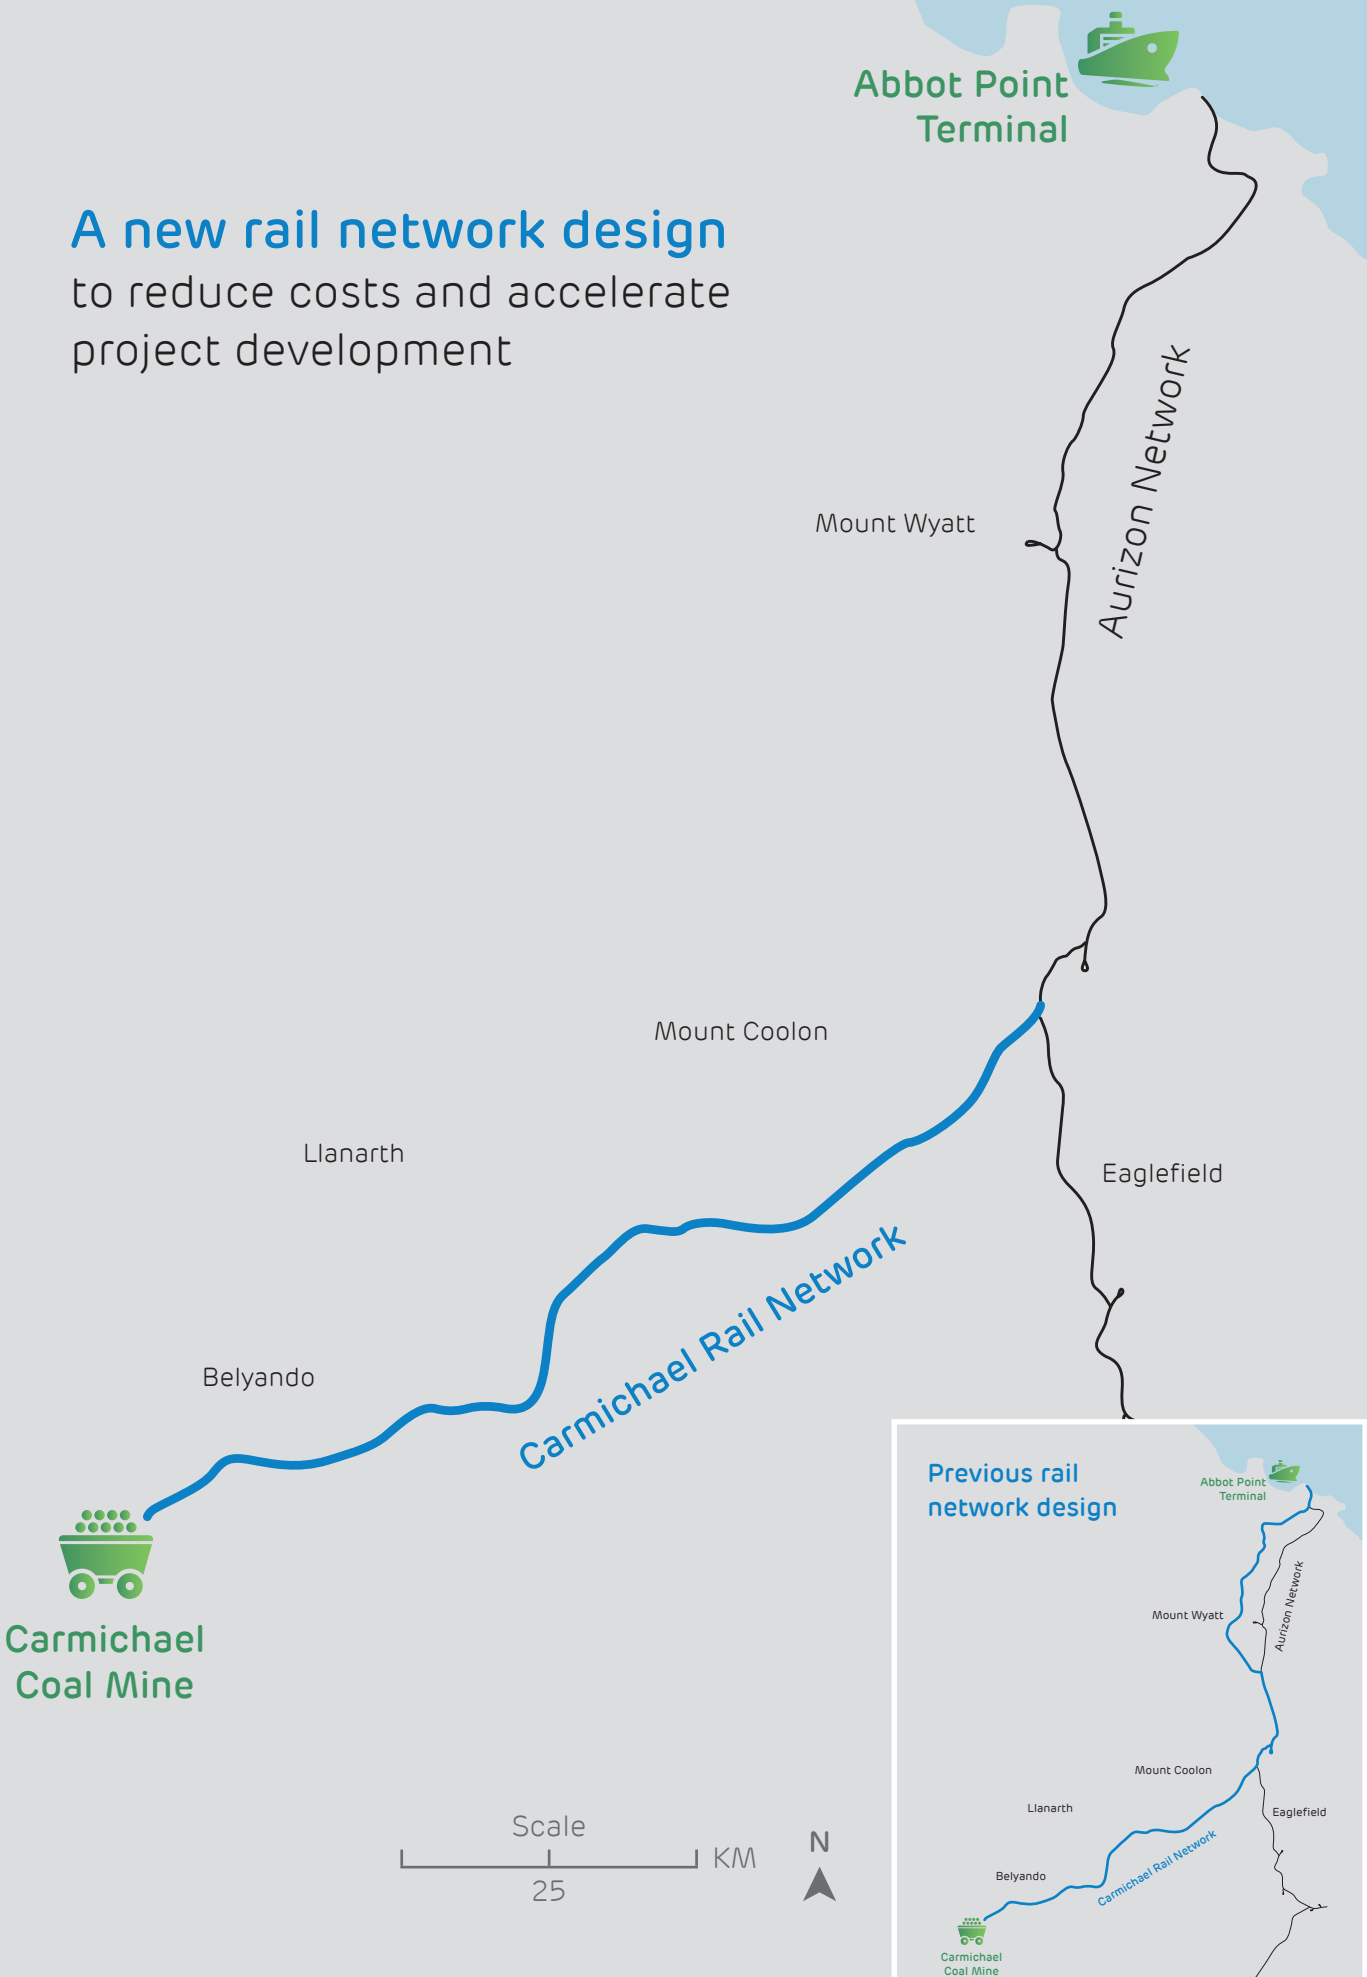 Abbot Point
Terminal
A new rail network design
to reduce costs and accelerate
project development
Aurizon Network
Mount Wyatt
Mount Coolon
Llanarth
Eaglefield
Carmichael Rail Network
Belyando
Carmichael
Coal Mine
Scale
KM
25
N
Previous rail
network design
Abbot Point
Terminal
Aurizon Network
Mount Wyatt
Mount Coolon
Llanarth
Eaglefield
Carmichael Rail Network
Belyando
Carmichael
Coal Mine